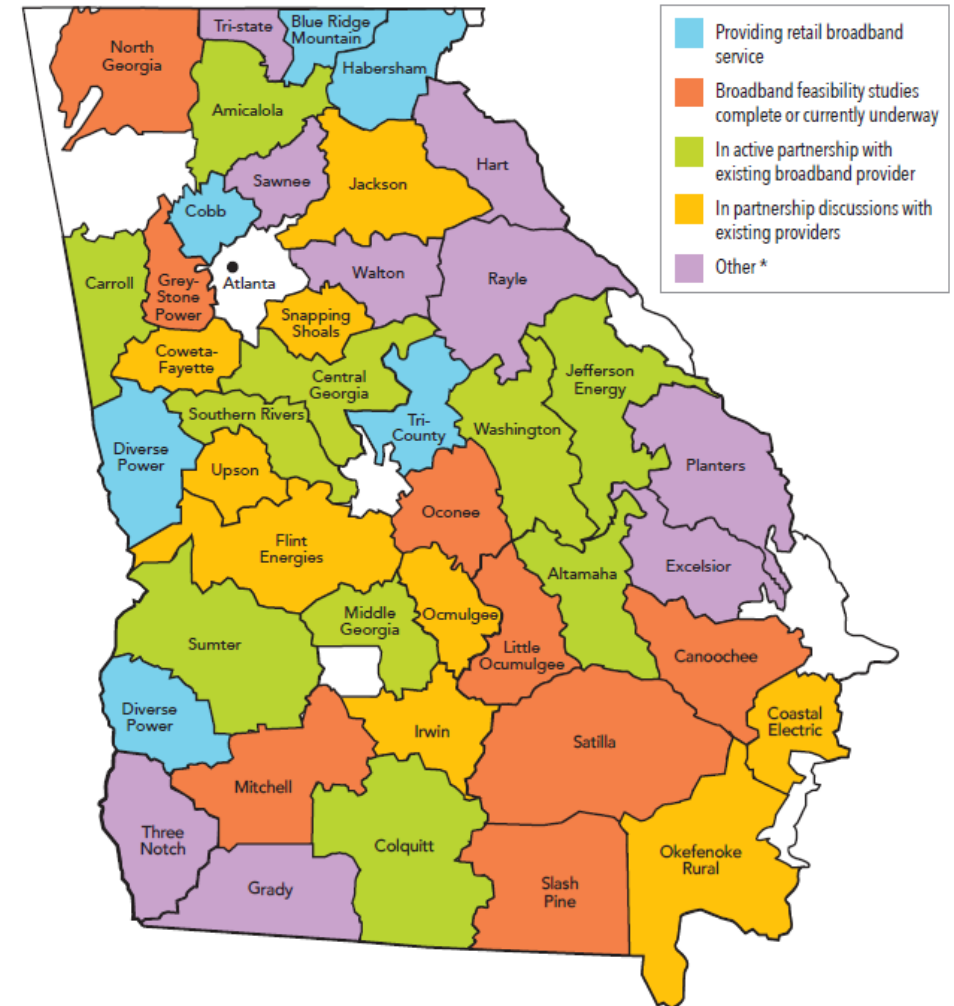 North
Georgia
Tri-state
Blue Ridge
Mountain
Habersham
Amicalola
Hart
Sawnee
Jackson
Cobb
Carroll
Grey-
Stone
Power
Atlanta
Walton
Rayle
Snapping
Shoals
Coweta-
Fayette
Central
Georgia
Jefferson
Energy
Southern Rivers
Tri-
County
Washington
Diverse
Power
Upson
Planters
Oconee
Flint
Energies
Excelsior
Altamaha
Middle
Georgia
Ocmulgee
Sumter
Little
Ocumulgee
Canoochee
Diverse
Power
Irwin
Satilla
Coastal
Electric
Mitchell
Three
Notch
Colquitt
Okefenoke
Rural
Grady
Slash
Pine
Providing retail broadband
service
Broadband feasibility studies
complete or currently underway
In active partnership with
existing broadband provider
In partnership discussions with
existing providers
Other *